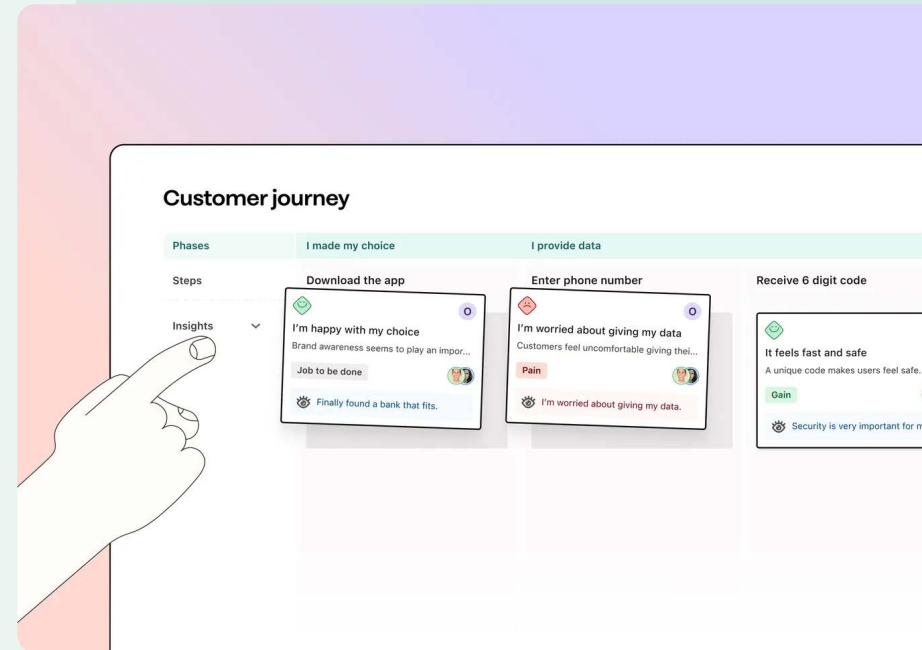 Customer journey
Phases
I made my choice
I provide data
Steps
Download the app
Enter phone number
Receive 6 digit code
Insights
O
I'm happy with my choice
Brand awareness seems to play an impor...
Job to be done
Finally found a bank that fits.
O
I'm worried about giving my data
Customers feel uncomfortable giving thei...
Pain
I'm worried about giving my data.
It feels fast and safe
A unique code makes users feel safe.
Gain
Security is very important for